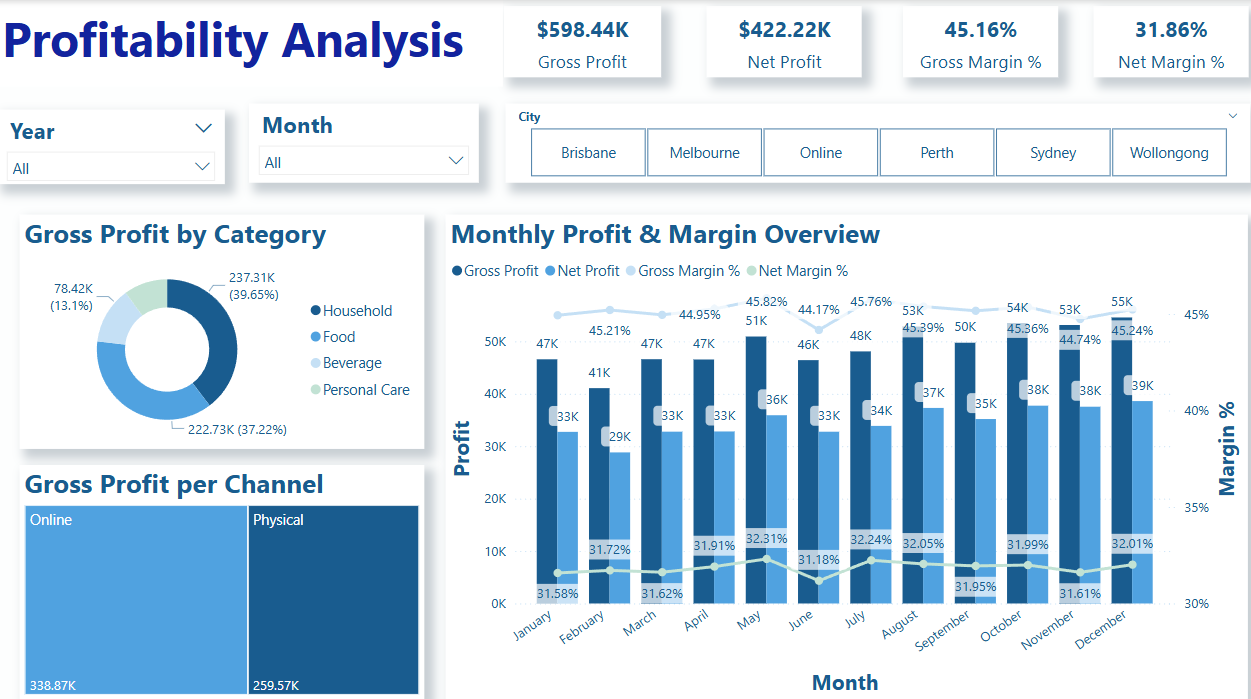 Profitability Analysis
$598.44K
Gross Profit
$422.22K
Net Profit
45.16%
Gross Margin %
31.86%
Net Margin %
Year
All
Month
All
City
Brisbane
Melbourne
Online
Perth
Sydney
Wollongong
Gross Profit by Category
237.31K
(39.65%)
78.42K
(13.1%)
222.73K (37.22%)
Household
Food
Beverage
Personal Care
Gross Profit per Channel
Online
338.87K
Physical
259.57K
Monthly Profit & Margin Overview
Gross Profit Net Profit Gross Margin % Net Margin %
Profit
50K
40K
30K
20K
10K
0K
45.21%
44.95%
45.82%
44.17%
45.76%
45.39%
45.36%
44.74%
45.24%
47K
41K
47K
47K
51K
46K
48K
53K
50K
54K
53K
55K
33K
29K
33K
33K
36K
33K
34K
37K
35K
38K
38K
39K
31.58%
31.72%
31.62%
31.91%
32.31%
31.18%
32.24%
32.05%
31.95%
31.99%
31.61%
32.01%
45%
40%
35%
30%
Margin %
January
February
March
April
May
June
July
August
September
October
November
December
Month